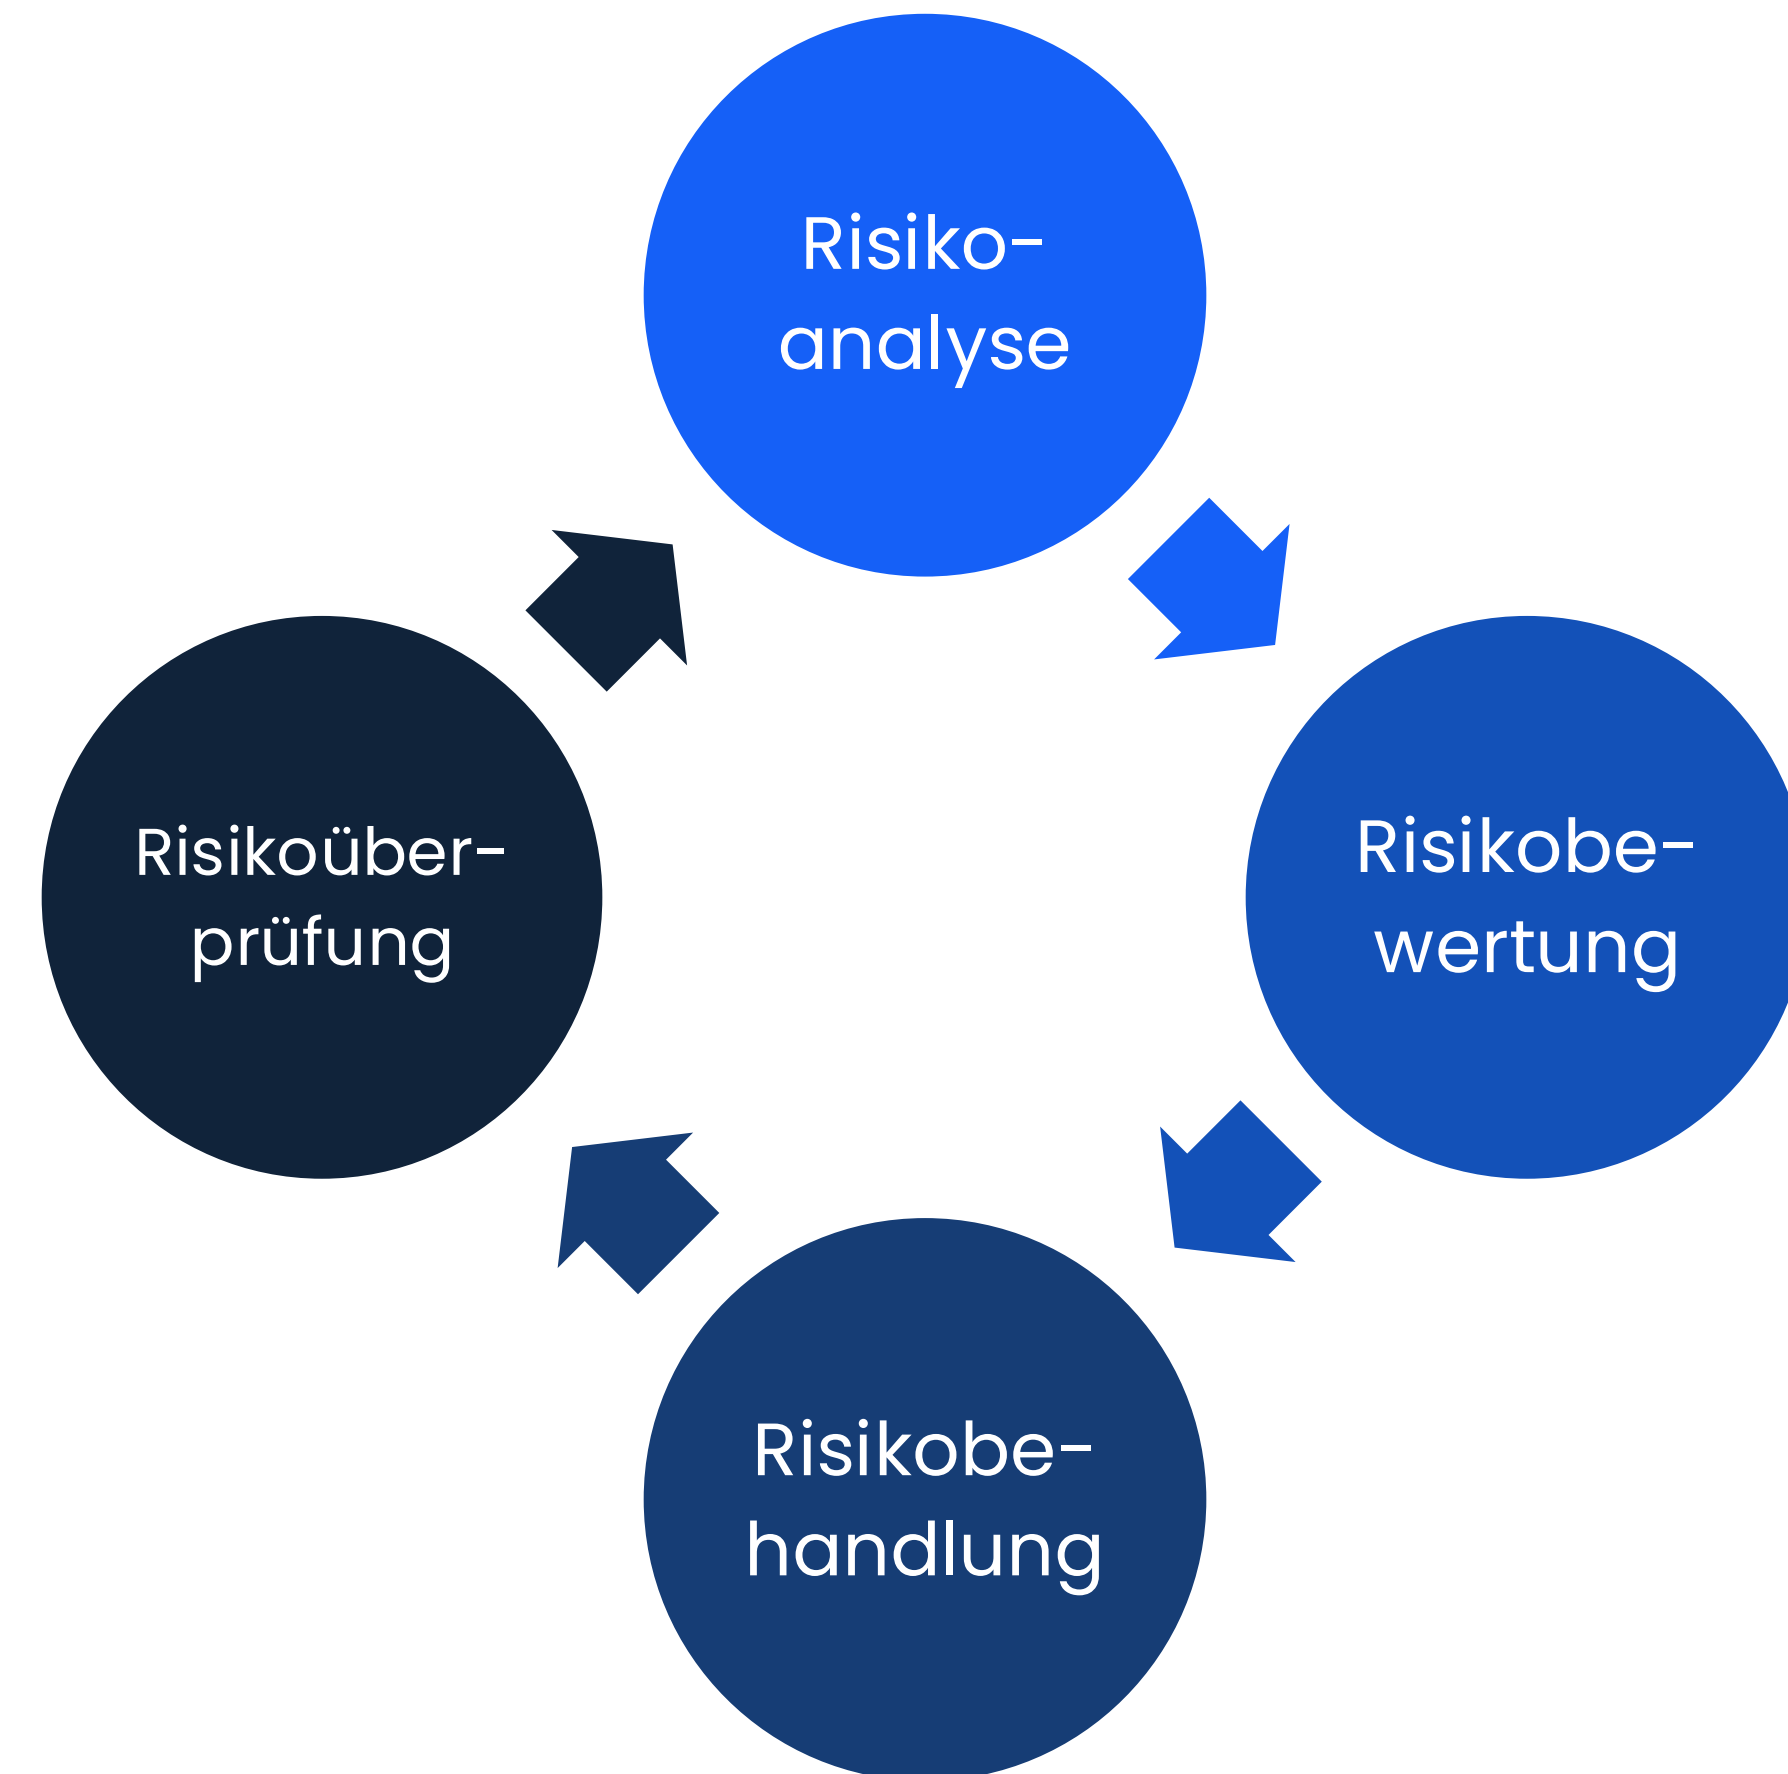 Risiko-
analyse
Risikobe-
wertung
Risikobe-
handlung
Risikoüber-
prüfung